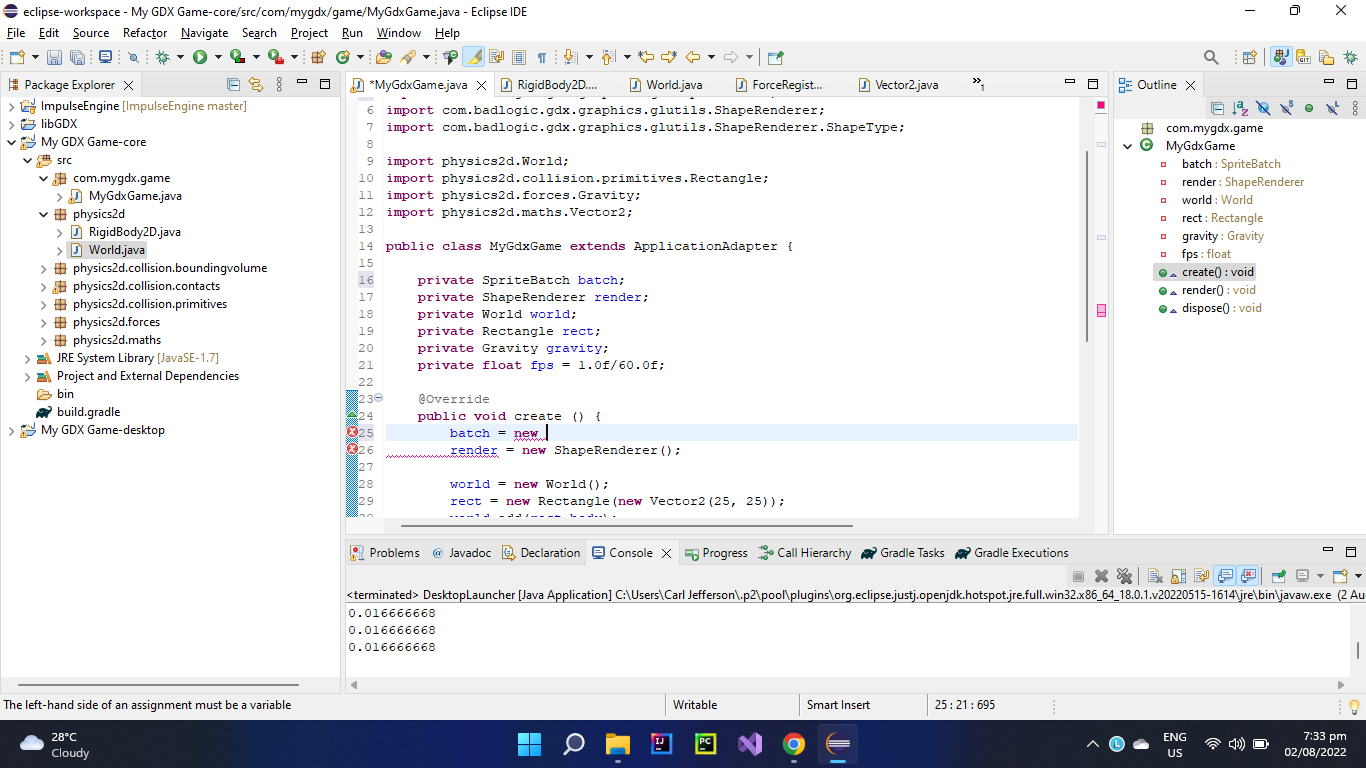 eclipse-workspace - My GDX Game-core/src/com/mygdx/game/MyGdxGame.java - Eclipse IDE
File Edit Source Refactor Navigate Search Project Run Window Help
Package Explorer
ImpulseEngine [ImpulseEngine master]
libGDX
My GDX Game-core
src
com.mygdx.game
MyGdxGame.java
physics2d
RigidBody2D.java
World.java
physics2d.collision.boundingvolume
physics2d.collision.contacts
physics2d.collision.primitives
physics2d.forces
physics2d.maths
JRE System Library [JavaSE-1.7]
Project and External Dependencies
bin
build.gradle
My GDX Game-desktop
*MyGdxGame.java RigidBody2D.... World.java ForceRegist... Vector2.java »1
6 import com.badlogic.gdx.graphics.glutils.ShapeRenderer;
7 import com.badlogic.gdx.graphics.glutils.ShapeRenderer.ShapeType;
8
9 import physics2d.World;
10 import physics2d.collision.primitives.Rectangle;
11 import physics2d.forces.Gravity;
12 import physics2d.maths.Vector2;
13
14 public class MyGdxGame extends ApplicationAdapter {
15
16 private SpriteBatch batch;
17 private ShapeRenderer render;
18 private World world;
19 private Rectangle rect;
20 private Gravity gravity;
21 private float fps = 1.0f/60.0f;
22
23 @Override
24 public void create () {
25 batch = new
26 render = new ShapeRenderer();
27
28 world = new World();
29 rect = new Rectangle(new Vector2(25, 25));
Outline
com.mygdx.game
MyGdxGame
batch : SpriteBatch
render : ShapeRenderer
world : World
rect : Rectangle
gravity : Gravity
fps : float
create() : void
render() : void
dispose() : void
Problems @ Javadoc Declaration Console Progress Call Hierarchy Gradle Tasks Gradle Executions
<terminated> DesktopLauncher [Java Application] C:\Users\Carl Jefferson\.p2\pool\plugins\org.eclipse.justj.openjdk.hotspot.jre.full.win32.x86_64_18.0.1.v20220515-1614\jre\bin\javaw.exe (2 Au
0.016666668
0.016666668
0.016666668
The left-hand side of an assignment must be a variable
Writable
Smart Insert
25 : 21 : 695
28°C
Cloudy
ENG
US
7:33 pm
02/08/2022